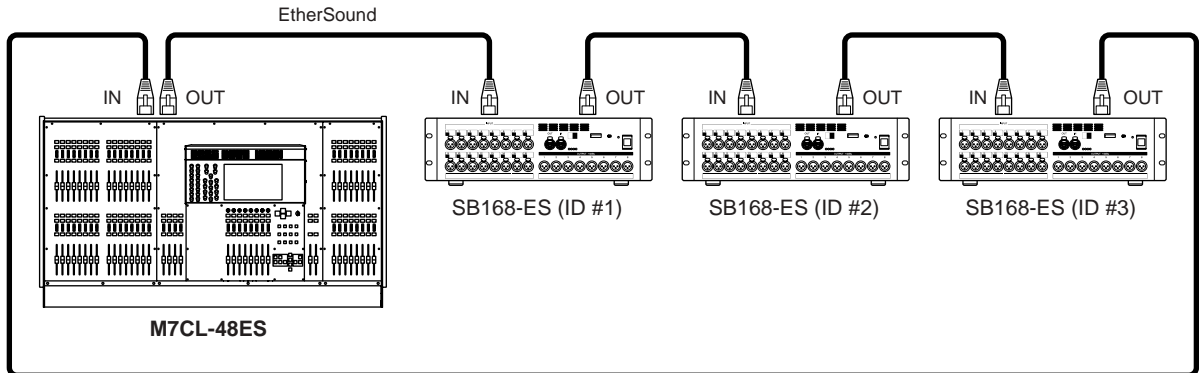 EtherSound
IN
OUT
IN
OUT
IN
OUT
IN
OUT
SB168-ES (ID #1)
SB168-ES (ID #2)
SB168-ES (ID #3)
M7CL-48ES